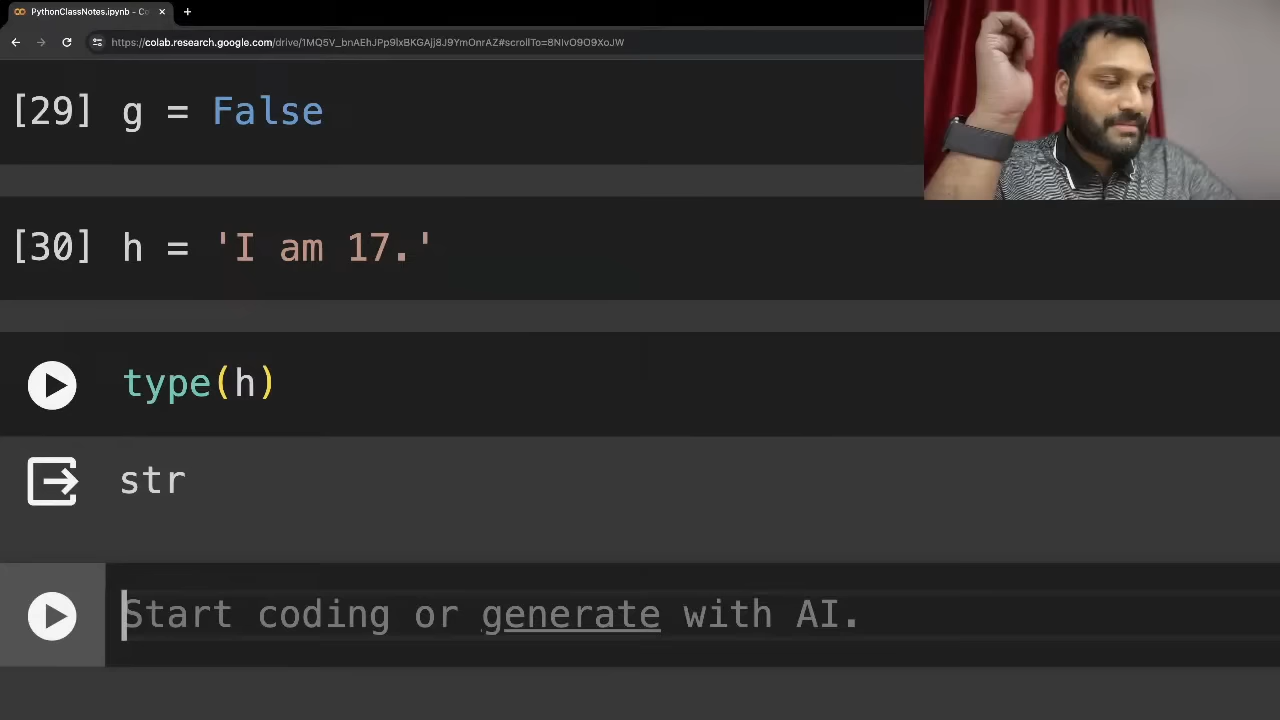 PythonClassNotes.ipynb - Co
https://colab.research.google.com/drive/1MQ5V_bnAEhJPp9lxBKGAjj8J9YmOnrAZ#scrollTo=8NIvO9O9XoJW
[29] g = False
[30] h = 'I am 17.'
type(h)
str
Start coding or generate with AI.